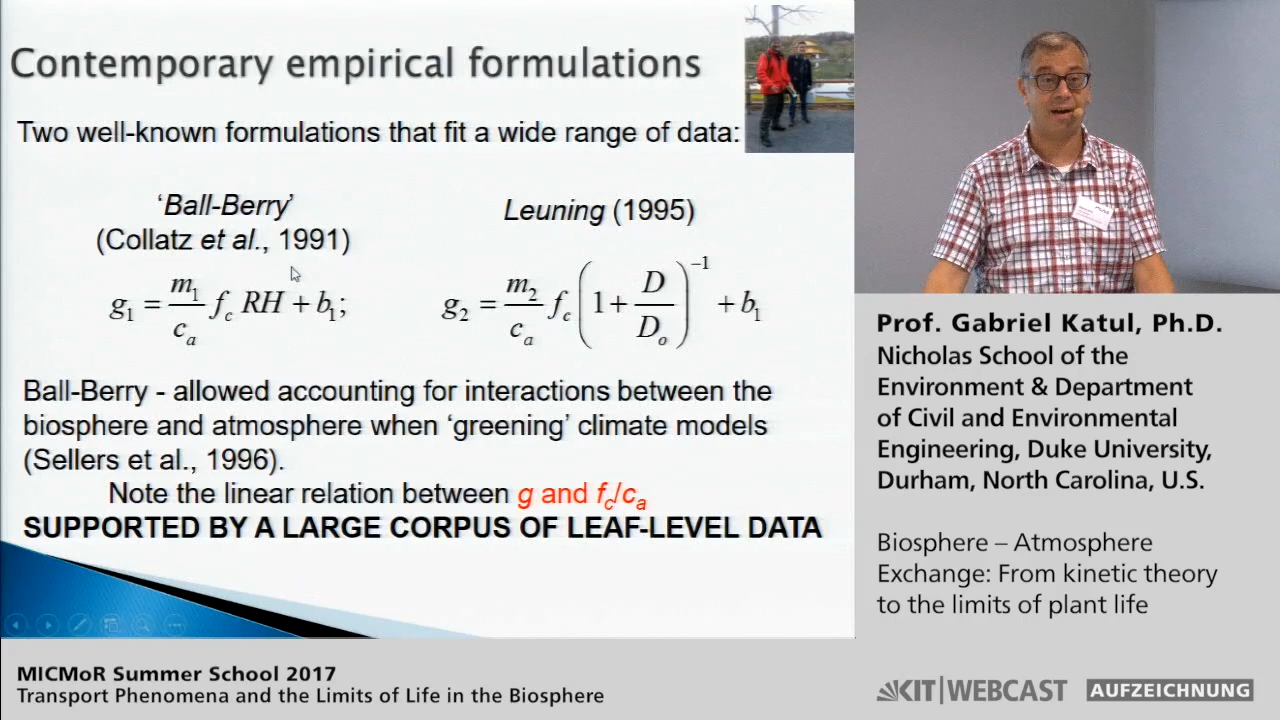 Contemporary empirical formulations
Two well-known formulations that fit a wide range of data:
‘Ball-Berry’
(Collatz et al., 1991)
g₁ = m₁/cₐ f_c RH + b₁;
Leuning (1995)
g₂ = m₂/cₐ f_c (1 + D/Dₒ)⁻¹ + b₁
Ball-Berry - allowed accounting for interactions between the
biosphere and atmosphere when ‘greening’ climate models
(Sellers et al., 1996).
Note the linear relation between g and f_c/cₐ
SUPPORTED BY A LARGE CORPUS OF LEAF-LEVEL DATA
Prof. Gabriel Katul, Ph.D.
Nicholas School of the
Environment & Department
of Civil and Environmental
Engineering, Duke University,
Durham, North Carolina, U.S.
Biosphere – Atmosphere
Exchange: From kinetic theory
to the limits of plant life
MICMoR Summer School 2017
Transport Phenomena and the Limits of Life in the Biosphere
KIT|WEBCAST
AUFZEICHNUNG